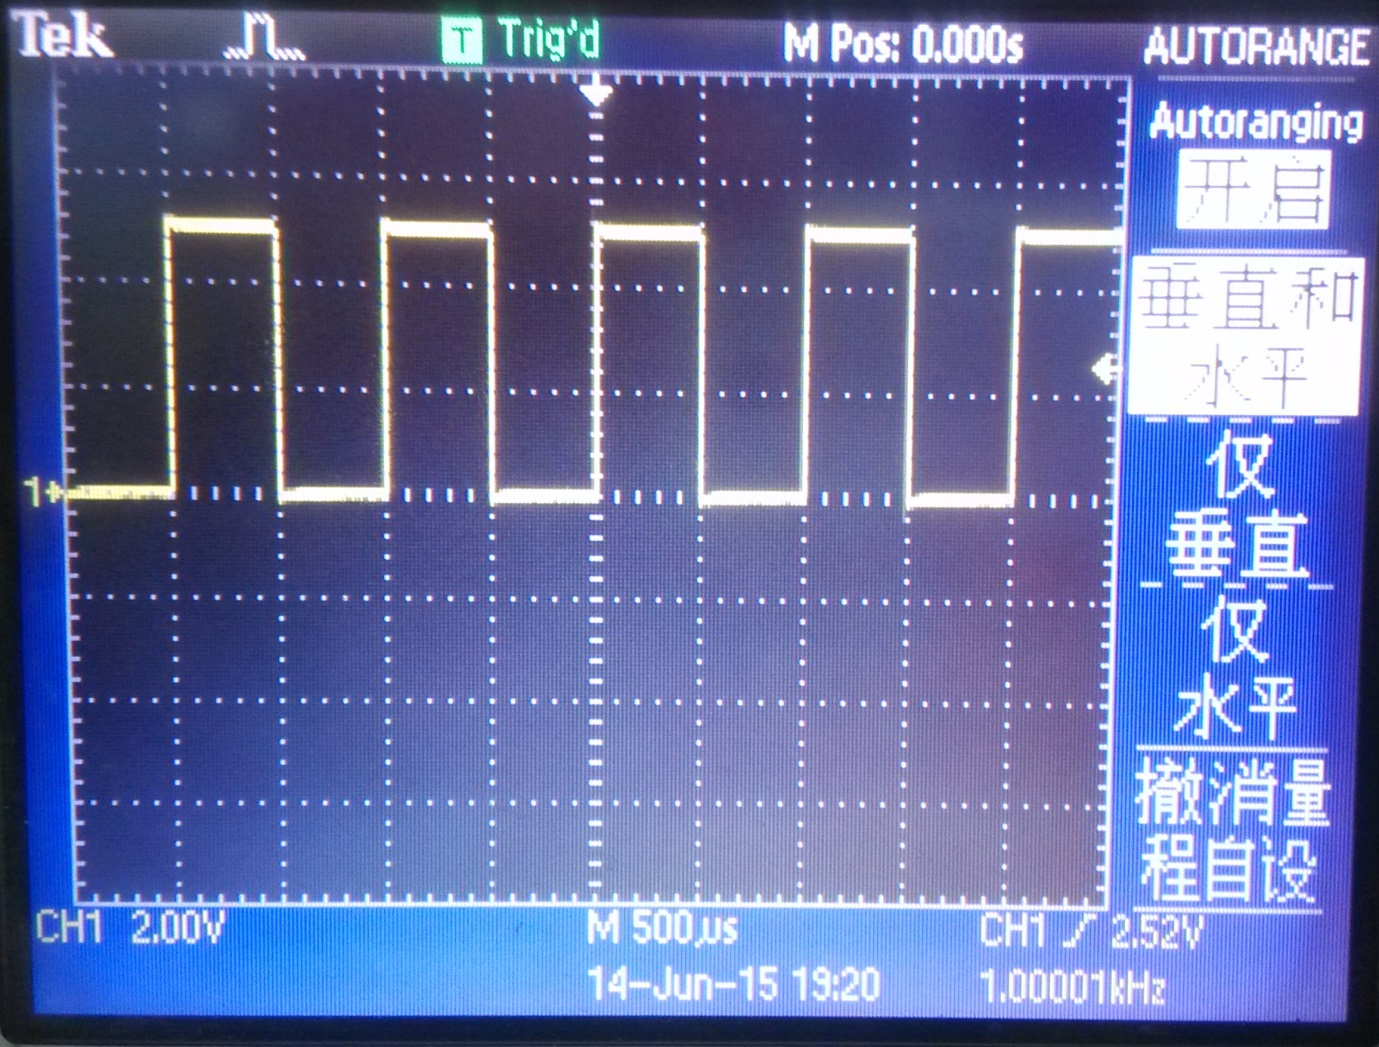 Tek T Trig'd M Pos: 0.000s AUTORANGE
Autoranging
开启
垂直和
水平
仅
垂直
仅
水平
撤消量
程自设
1
CH1 2.00V M 500µs CH1 2.52V
14-Jun-15 19:20 1.00001kHz